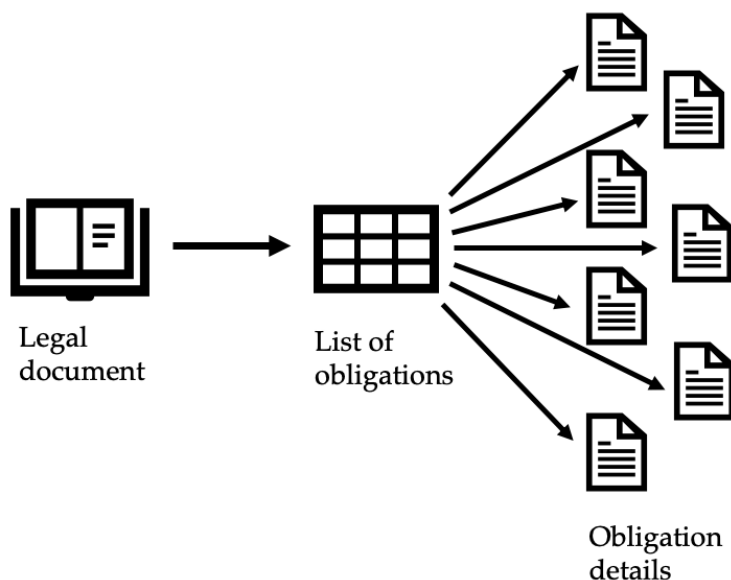 Legal
document
List of
obligations
Obligation
details